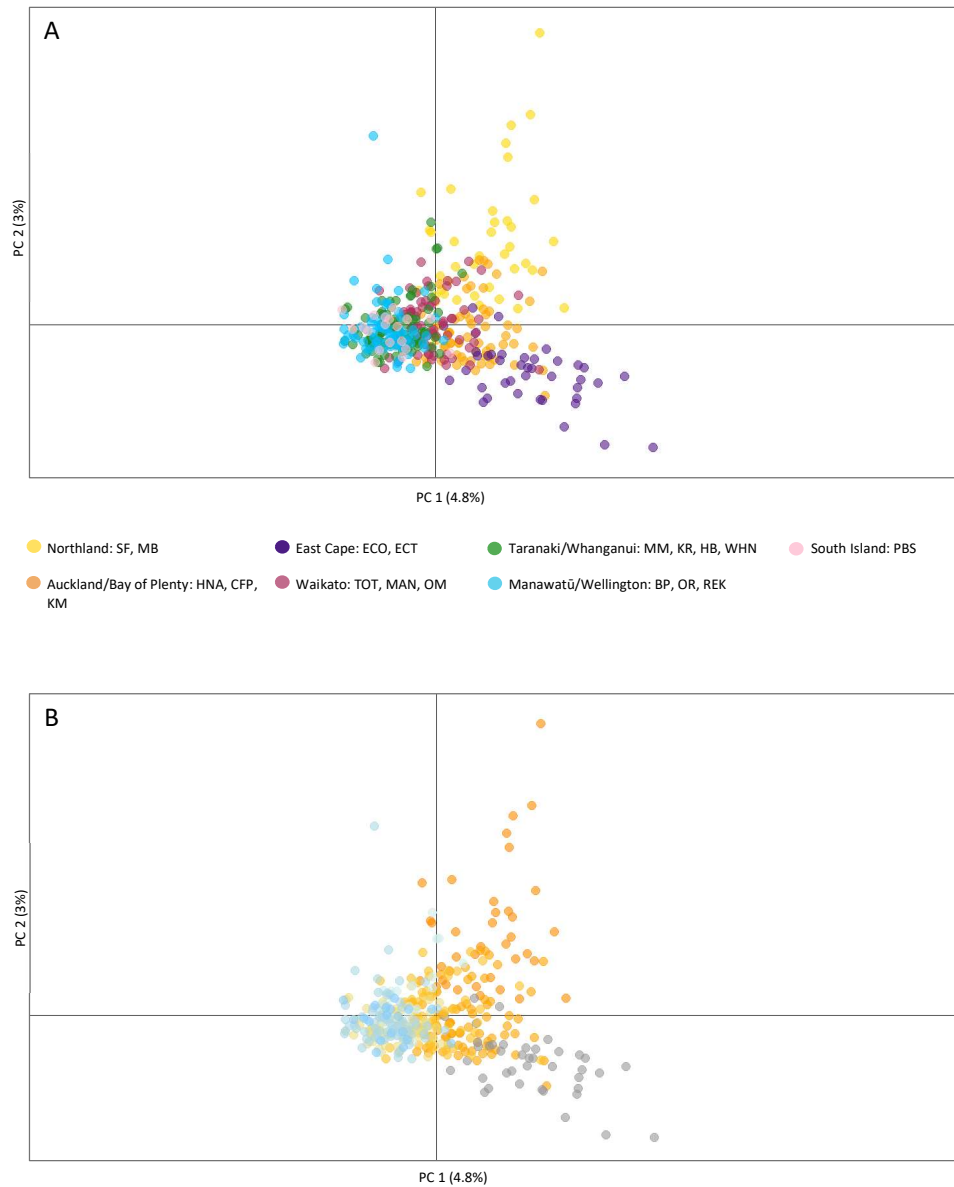 A
PC 2 (3%)
PC 1 (4.8%)
Northland: SF, MB
East Cape: ECO, ECT
Taranaki/Whanganui: MM, KR, HB, WHN
South Island: PBS
Auckland/Bay of Plenty: HNA, CFP,
KM
Waikato: TOT, MAN, OM
Manawatū/Wellington: BP, OR, REK
B
PC 2 (3%)
PC 1 (4.8%)